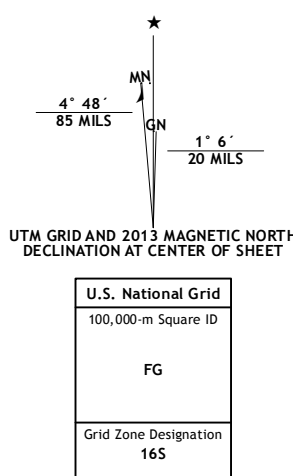 MN
4° 48´
85 MILS
GN
1° 6´
20 MILS
UTM GRID AND 2013 MAGNETIC NORTH
DECLINATION AT CENTER OF SHEET
U.S. National Grid
100,000-m Square ID
FG
Grid Zone Designation
16S